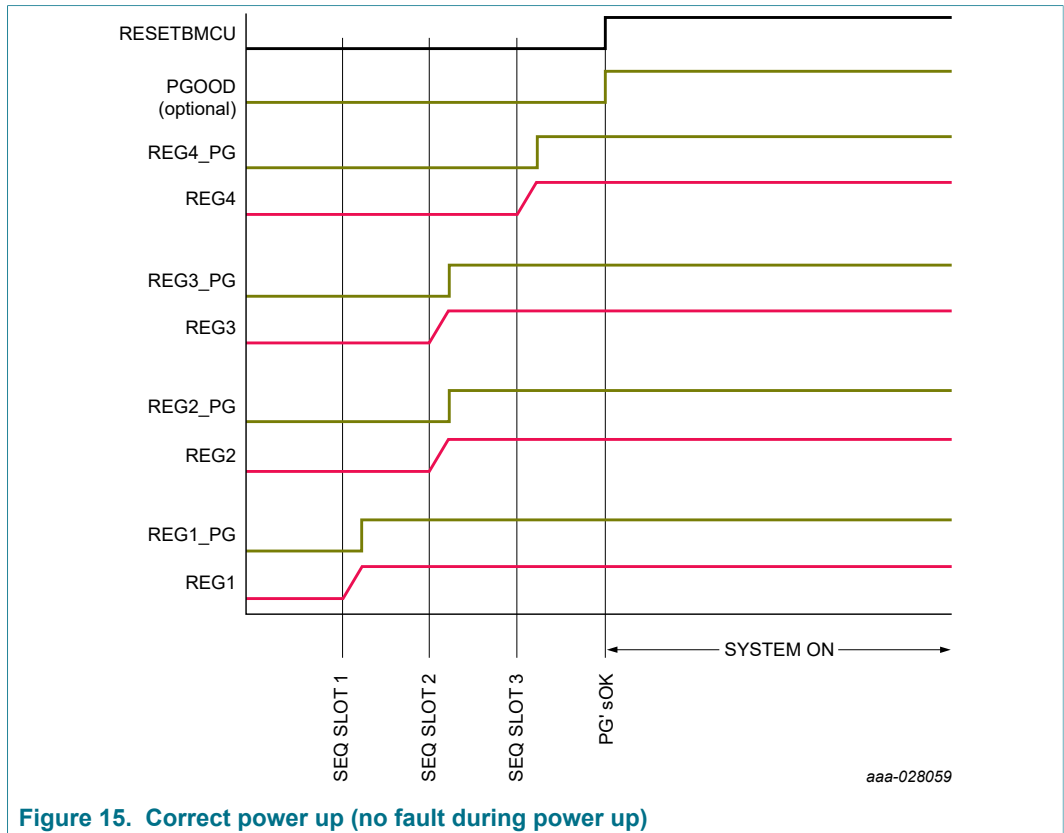 RESETBMCU
PGOOD
(optional)
REG4_PG
REG4
REG3_PG
REG3
REG2_PG
REG2
REG1_PG
REG1
SYSTEM ON
SEQ SLOT 1
SEQ SLOT 2
SEQ SLOT 3
PG' sOK
aaa-028059
Figure 15. Correct power up (no fault during power up)